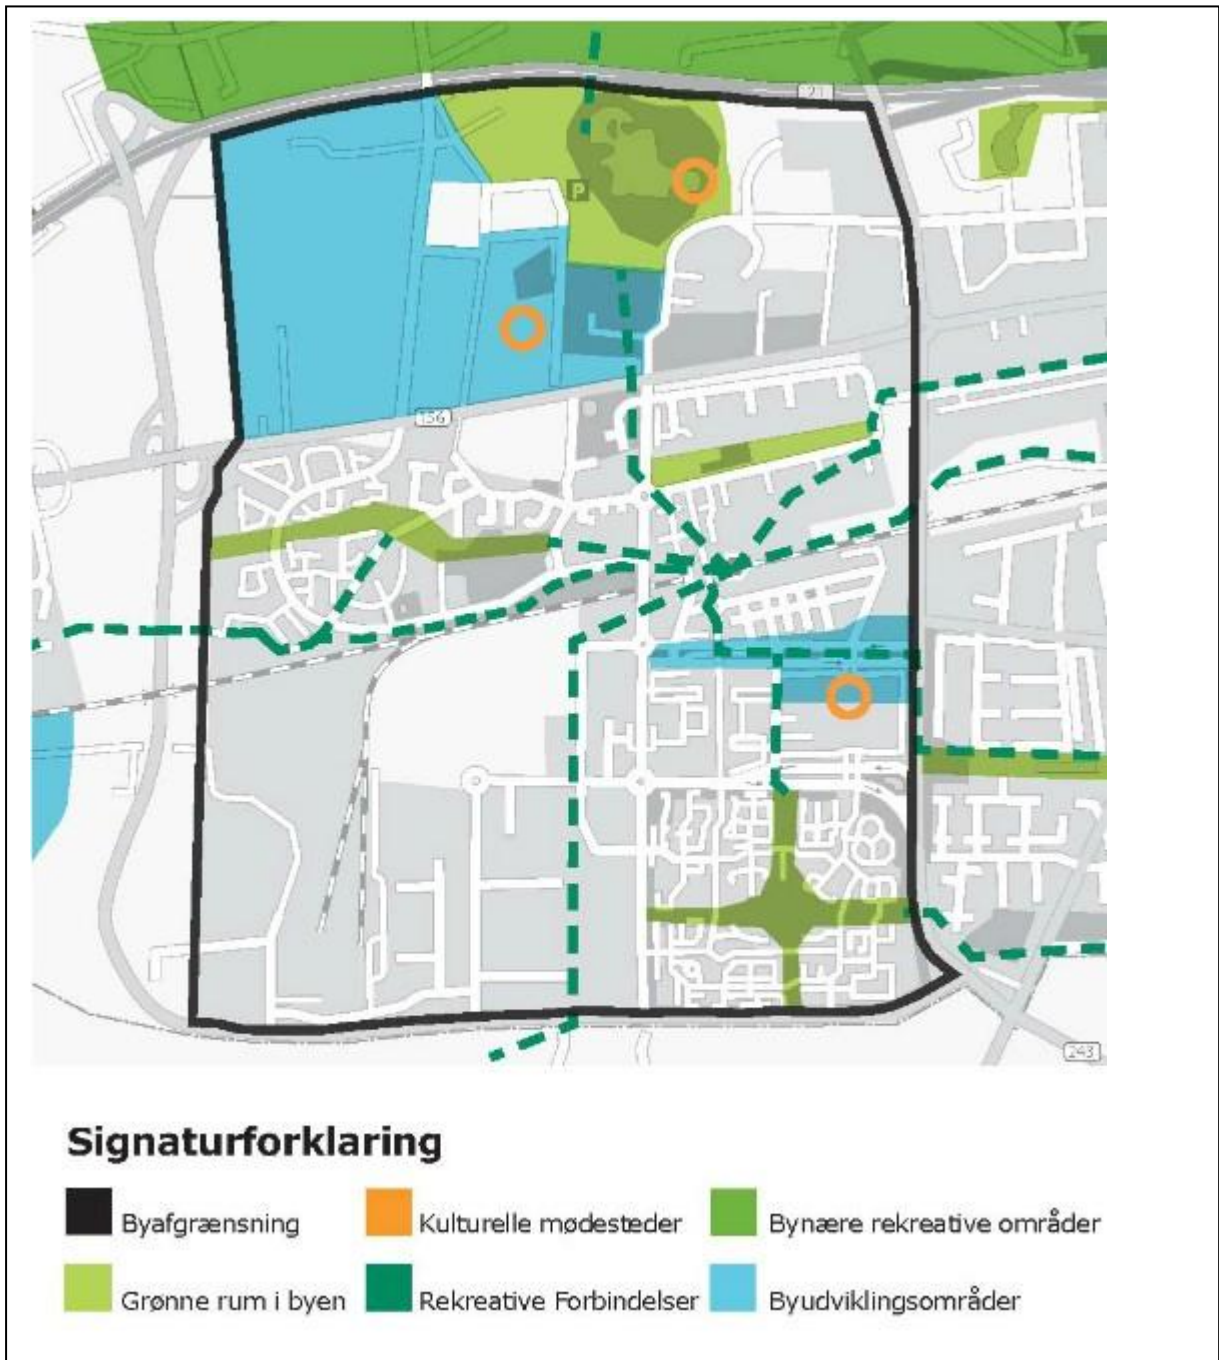 21
P
156
243
Signaturforklaring
Byafgrænsning
Kulturelle mødesteder
Bynære rekreative områder
Grønne rum i byen
Rekreative Forbindelser
Byudviklingsområder